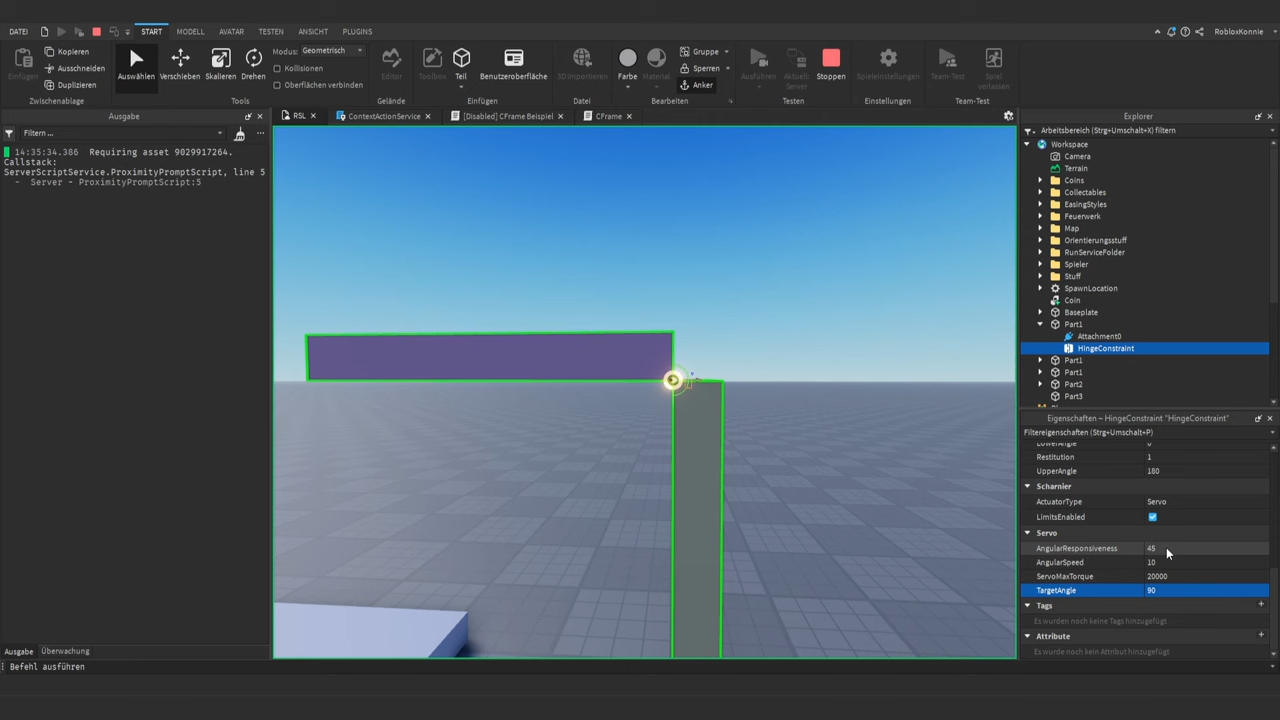 DATEI START MODELL AVATAR TESTEN ANSICHT PLUGINS RobloxKonnie
Einfügen Kopieren Ausschneiden Duplizieren Zwischenablage
Auswählen Verschieben Skalieren Drehen Modus: Geometrisch Kollisionen Oberflächen verbinden Tools
Editor Gelände
Toolbox Teil Benutzeroberfläche Einfügen
3D importieren Datei
Farbe Material Gruppe Sperren Anker Bearbeiten
Ausführen Aktuell: Server Stoppen Testen
Spieleinstellungen Einstellungen
Team-Test Spiel verlassen Team-Test
RSL ContextActionService [Disabled] CFrame Beispiel CFrame
Ausgabe
Filtern ...
14:35:34.386 Requiring asset 9029917264.
Callstack:
ServerScriptService.ProximityPromptScript, line 5
- Server - ProximityPromptScript:5
Ausgabe Überwachung
Befehl ausführen
Explorer
Arbeitsbereich (Strg+Umschalt+X) filtern
Workspace
Camera
Terrain
Coins
Collectables
EasingStyles
Feuerwerk
Map
Orientierungsstuff
RunServiceFolder
Spieler
Stuff
SpawnLocation
Coin
Baseplate
Part1
Attachment0
HingeConstraint
Part1
Part1
Part2
Part3
Eigenschaften – HingeConstraint "HingeConstraint"
Filtereigenschaften (Strg+Umschalt+P)
LowerAngle 0
Restitution 1
UpperAngle 180
Scharnier
ActuatorType Servo
LimitsEnabled
Servo
AngularResponsiveness 45
AngularSpeed 10
ServoMaxTorque 20000
TargetAngle 90
Tags
Es wurden noch keine Tags hinzugefügt
Attribute
Es wurde noch kein Attribut hinzugefügt